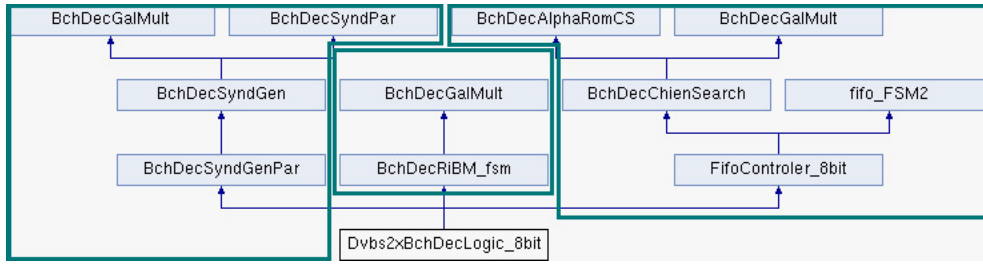 BchDecGalMult
BchDecSyndPar
BchDecAlphaRomCS
BchDecGalMult
BchDecSyndGen
BchDecGalMult
BchDecChienSearch
fifo_FSM2
BchDecSyndGenPar
BchDecRiBM_fsm
FifoControler_8bit
Dvbs2xBchDecLogic_8bit